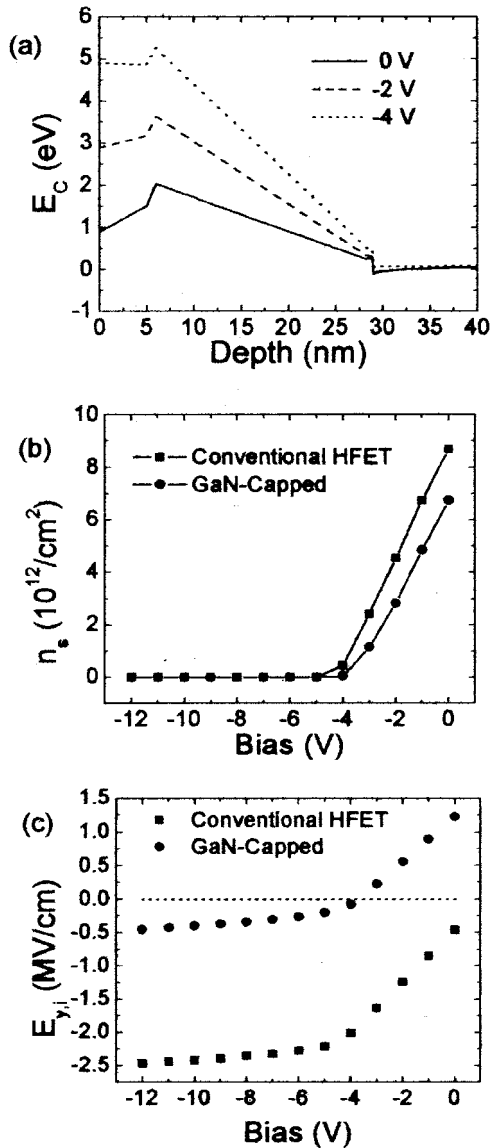 (a)
6
5
4
3
2
1
0
-1
E_C (eV)
0 V
-2 V
-4 V
0 5 10 15 20 25 30 35 40
Depth (nm)
(b)
10
8
6
4
2
0
n_s (10^12/cm^2)
Conventional HFET
GaN-Capped
-12 -10 -8 -6 -4 -2 0
Bias (V)
(c)
1.5
1.0
0.5
0.0
-0.5
-1.0
-1.5
-2.0
-2.5
E_y,i (MV/cm)
Conventional HFET
GaN-Capped
-12 -10 -8 -6 -4 -2 0
Bias (V)